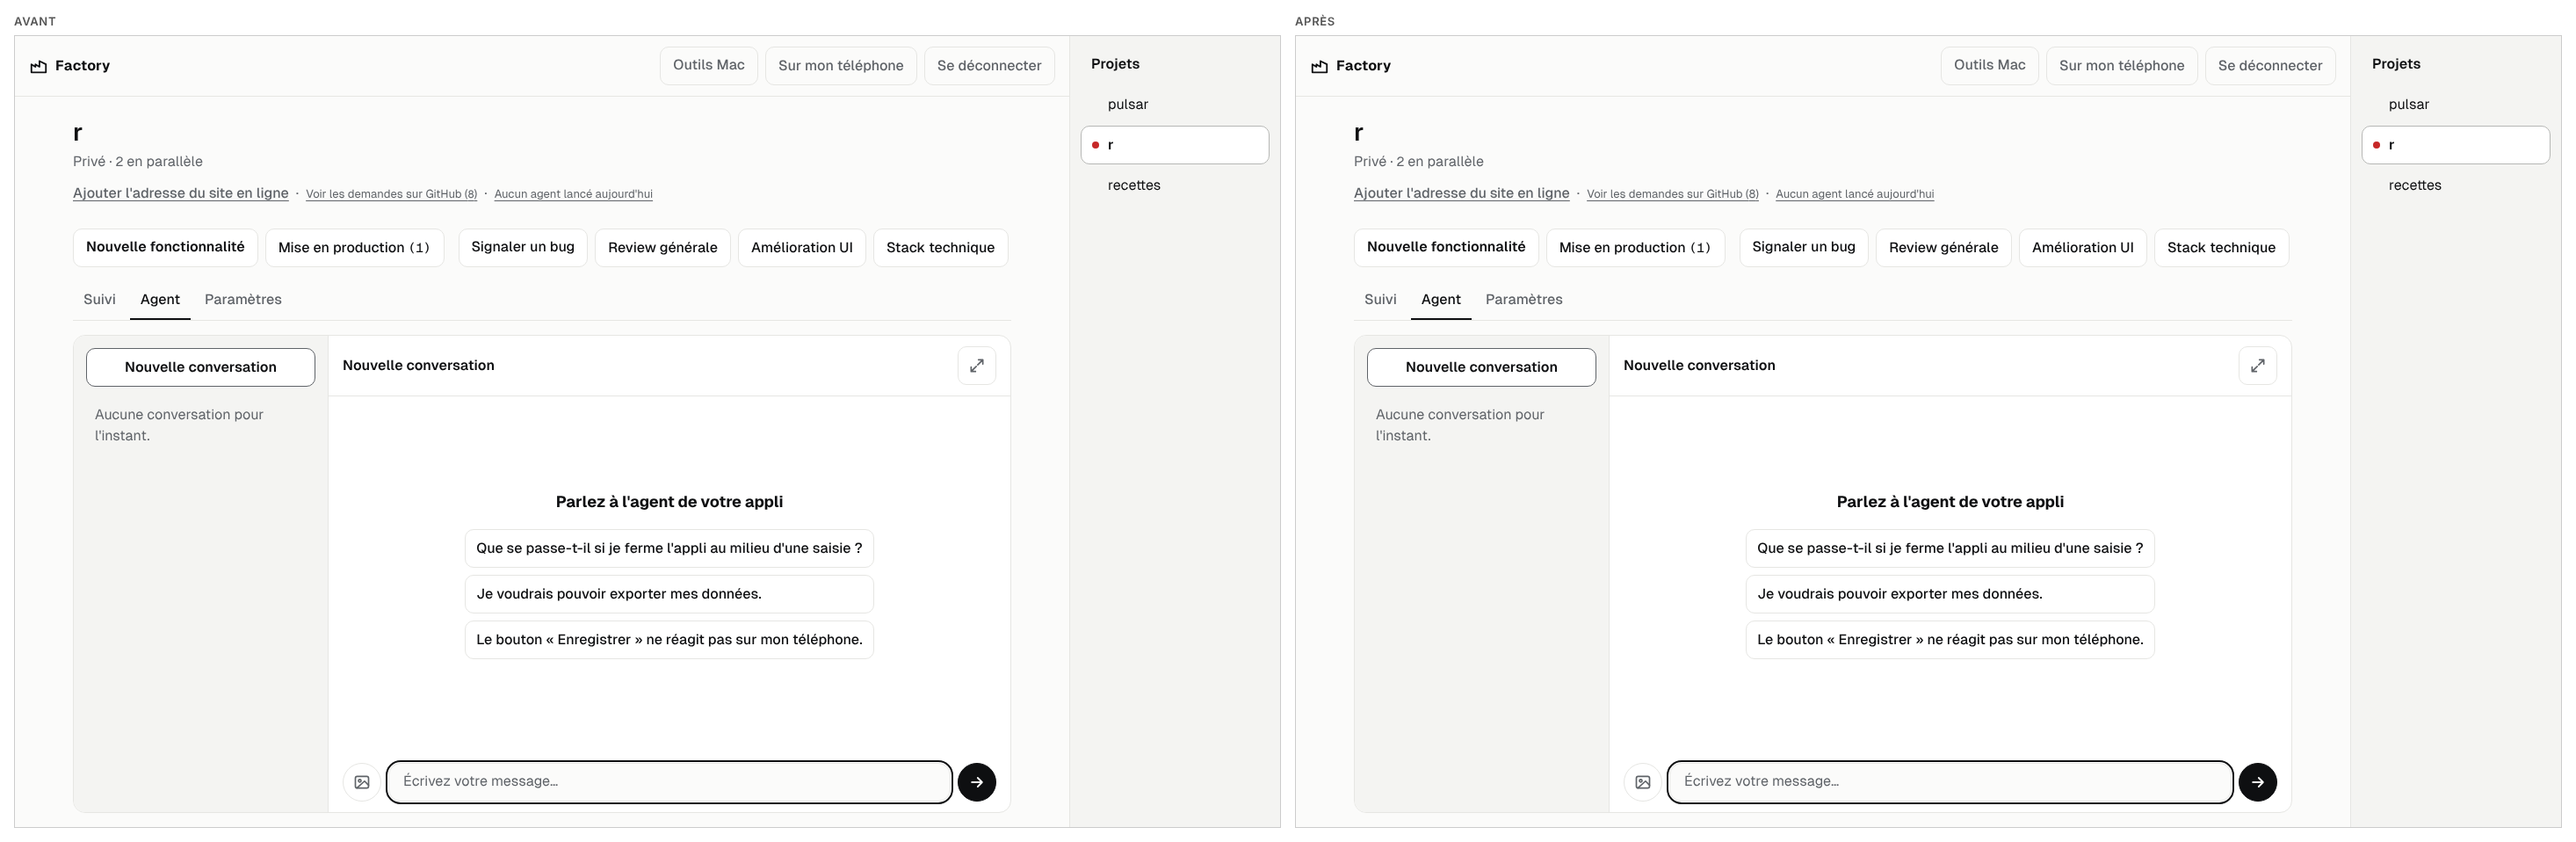 AVANT
Factory
Outils Mac
Sur mon téléphone
Se déconnecter
Projets
pulsar
r
recettes
r
Privé · 2 en parallèle
Ajouter l'adresse du site en ligne · Voir les demandes sur GitHub (8) · Aucun agent lancé aujourd'hui
Nouvelle fonctionnalité
Mise en production (1)
Signaler un bug
Review générale
Amélioration UI
Stack technique
Suivi
Agent
Paramètres
Nouvelle conversation
Aucune conversation pour
l'instant.
Nouvelle conversation
Parlez à l'agent de votre appli
Que se passe-t-il si je ferme l'appli au milieu d'une saisie ?
Je voudrais pouvoir exporter mes données.
Le bouton « Enregistrer » ne réagit pas sur mon téléphone.
Écrivez votre message…
APRÈS
Factory
Outils Mac
Sur mon téléphone
Se déconnecter
Projets
pulsar
r
recettes
r
Privé · 2 en parallèle
Ajouter l'adresse du site en ligne · Voir les demandes sur GitHub (8) · Aucun agent lancé aujourd'hui
Nouvelle fonctionnalité
Mise en production (1)
Signaler un bug
Review générale
Amélioration UI
Stack technique
Suivi
Agent
Paramètres
Nouvelle conversation
Aucune conversation pour
l'instant.
Nouvelle conversation
Parlez à l'agent de votre appli
Que se passe-t-il si je ferme l'appli au milieu d'une saisie ?
Je voudrais pouvoir exporter mes données.
Le bouton « Enregistrer » ne réagit pas sur mon téléphone.
Écrivez votre message…